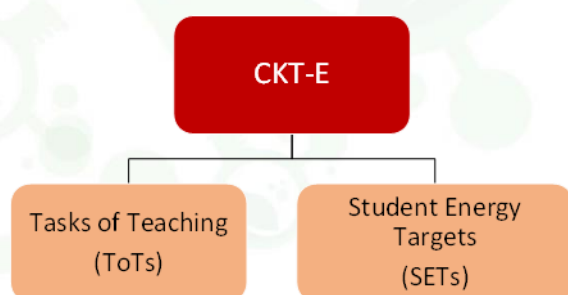 CKT-E
Tasks of Teaching
(ToTs)
Student Energy
Targets
(SETs)